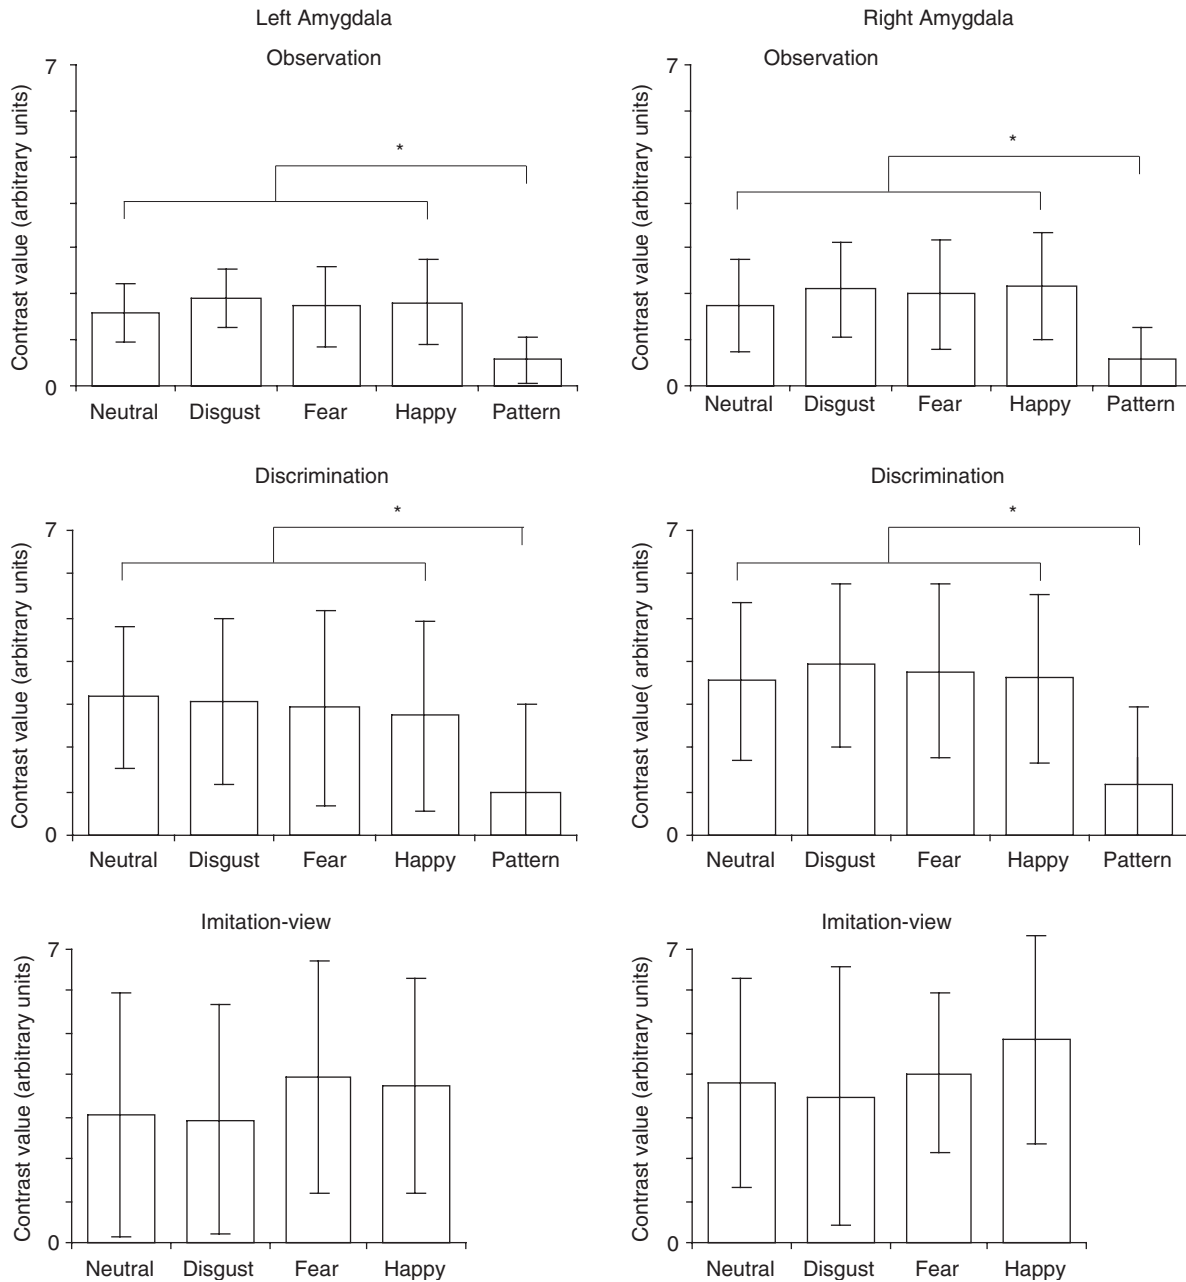 Left Amygdala
Right Amygdala
Observation
7
Contrast value (arbitrary units)
*
0
Neutral Disgust Fear Happy Pattern
Observation
7
Contrast value (arbitrary units)
*
0
Neutral Disgust Fear Happy Pattern
Discrimination
7
Contrast value (arbitrary units)
*
0
Neutral Disgust Fear Happy Pattern
Discrimination
7
Contrast value( arbitrary units)
*
0
Neutral Disgust Fear Happy Pattern
Imitation-view
7
Contrast value (arbitrary units)
0
Neutral Disgust Fear Happy
Imitation-view
7
Contrast value (arbitrary units)
0
Neutral Disgust Fear Happy